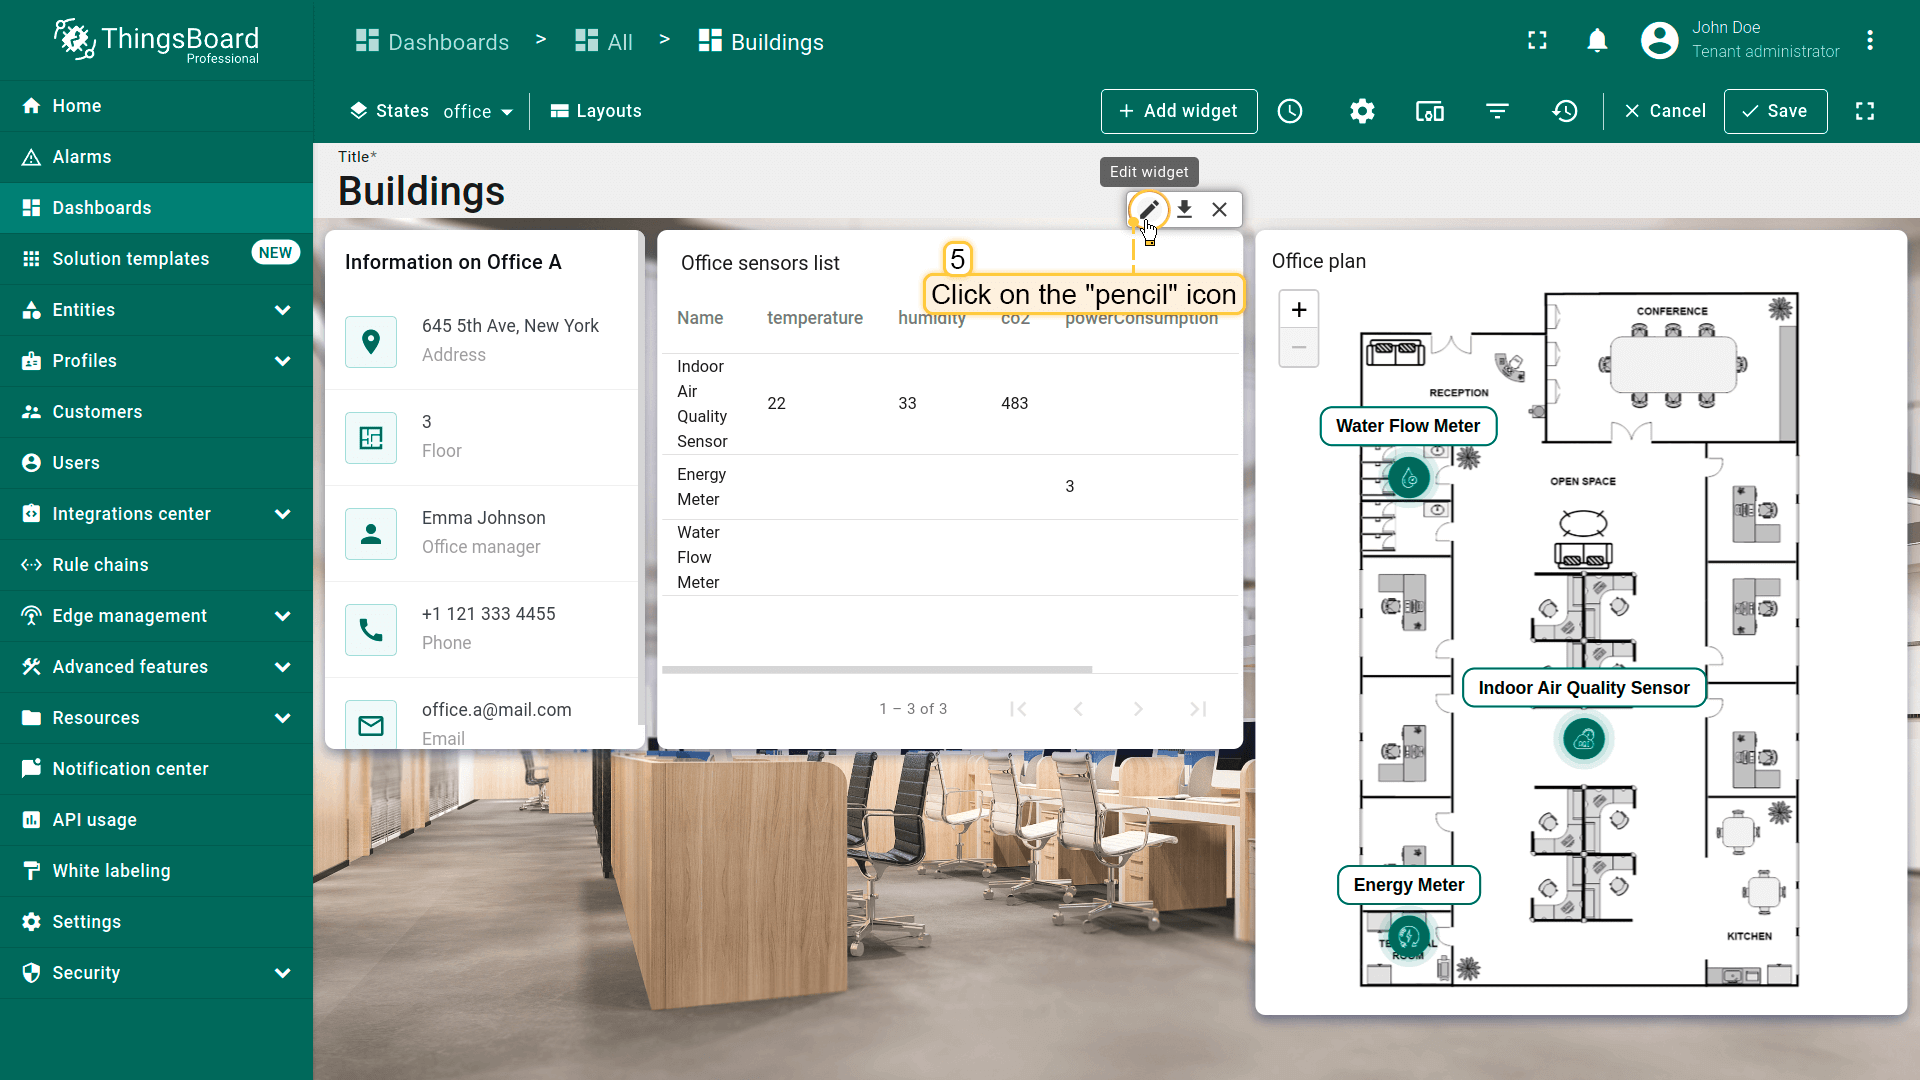 ThingsBoard
Professional
Dashboards > All > Buildings
John Doe
Tenant administrator
States office Layouts
+ Add widget
Cancel
Save
Home
Alarms
Dashboards
Solution templates NEW
Entities
Profiles
Customers
Users
Integrations center
Rule chains
Edge management
Advanced features
Resources
Notification center
API usage
White labeling
Settings
Security
Title*
Buildings
Edit widget
5
Click on the "pencil" icon
Information on Office A
645 5th Ave, New York
Address
3
Floor
Emma Johnson
Office manager
+1 121 333 4455
Phone
office.a@mail.com
Email
Office sensors list
Name temperature humidity co2 powerConsumption
Indoor
Air
Quality
Sensor
22 33 483
Energy
Meter
3
Water
Flow
Meter
1 – 3 of 3
Office plan
+
−
CONFERENCE
RECEPTION
Water Flow Meter
OPEN SPACE
Indoor Air Quality Sensor
Energy Meter
KITCHEN
ROOM